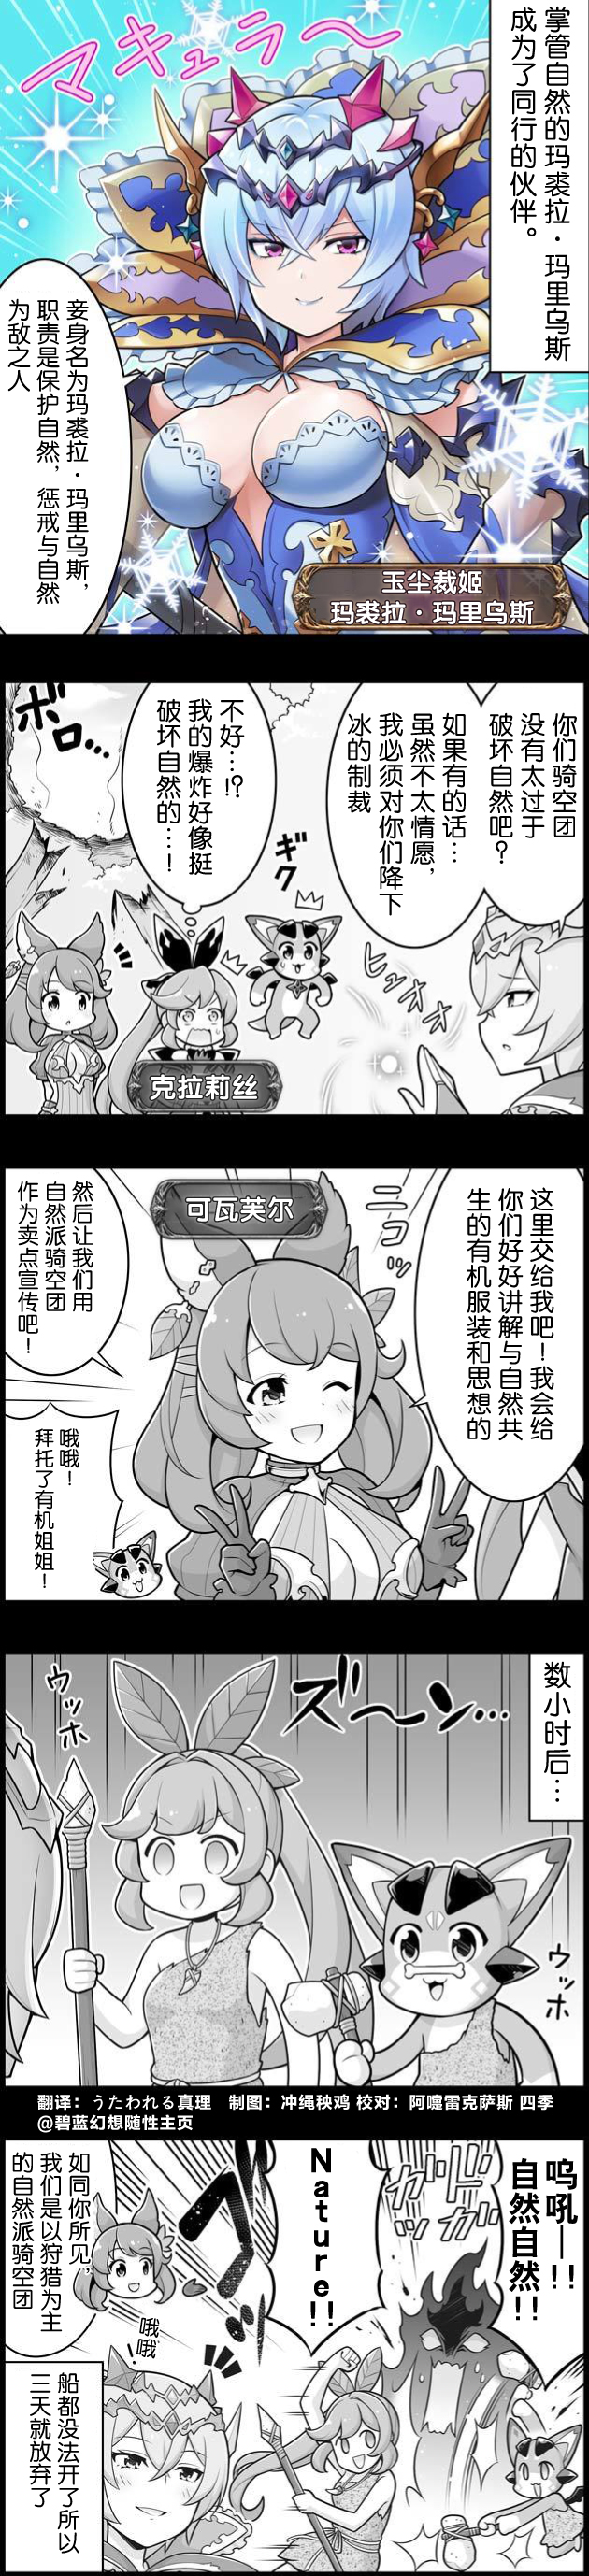 掌管自然的玛裘拉·玛里乌斯
成为了同行的伙伴。
マキュラ〜
妾身名为玛裘拉·玛里乌斯，
职责是保护自然，惩戒与自然
为敌之人
玉尘裁姬
玛裘拉·玛里乌斯
你们骑空团
没有太过于
破坏自然吧？
如果有的话…
虽然不太情愿，
我必须对你们降下
冰的制裁
ヒュオオオ
不好…!?
我的爆炸好像挺
破坏自然的…!
ギク
ボロ…
克拉莉丝
这里交给我吧！我会给
你们好好讲解与自然共
生的有机服装和思想的
ニコッ
可瓦芙尔
然后让我们用
自然派骑空团
作为卖点宣传吧！
哦哦！
拜托了有机姐姐！
数小时后…
ズ〜ン…
ウッホ
ウッホ
翻译：うたわれる真理 制图：冲绳秧鸡 校对：阿嚏雷克萨斯 四季
@碧蓝幻想随性主页
呜吼—!!
自然自然!!
ガッ
ドガッ
Nature!!
如同你所见，
我们是以狩猎为主
的自然派骑空团
哦哦！
船都没法开了所以
三天就放弃了